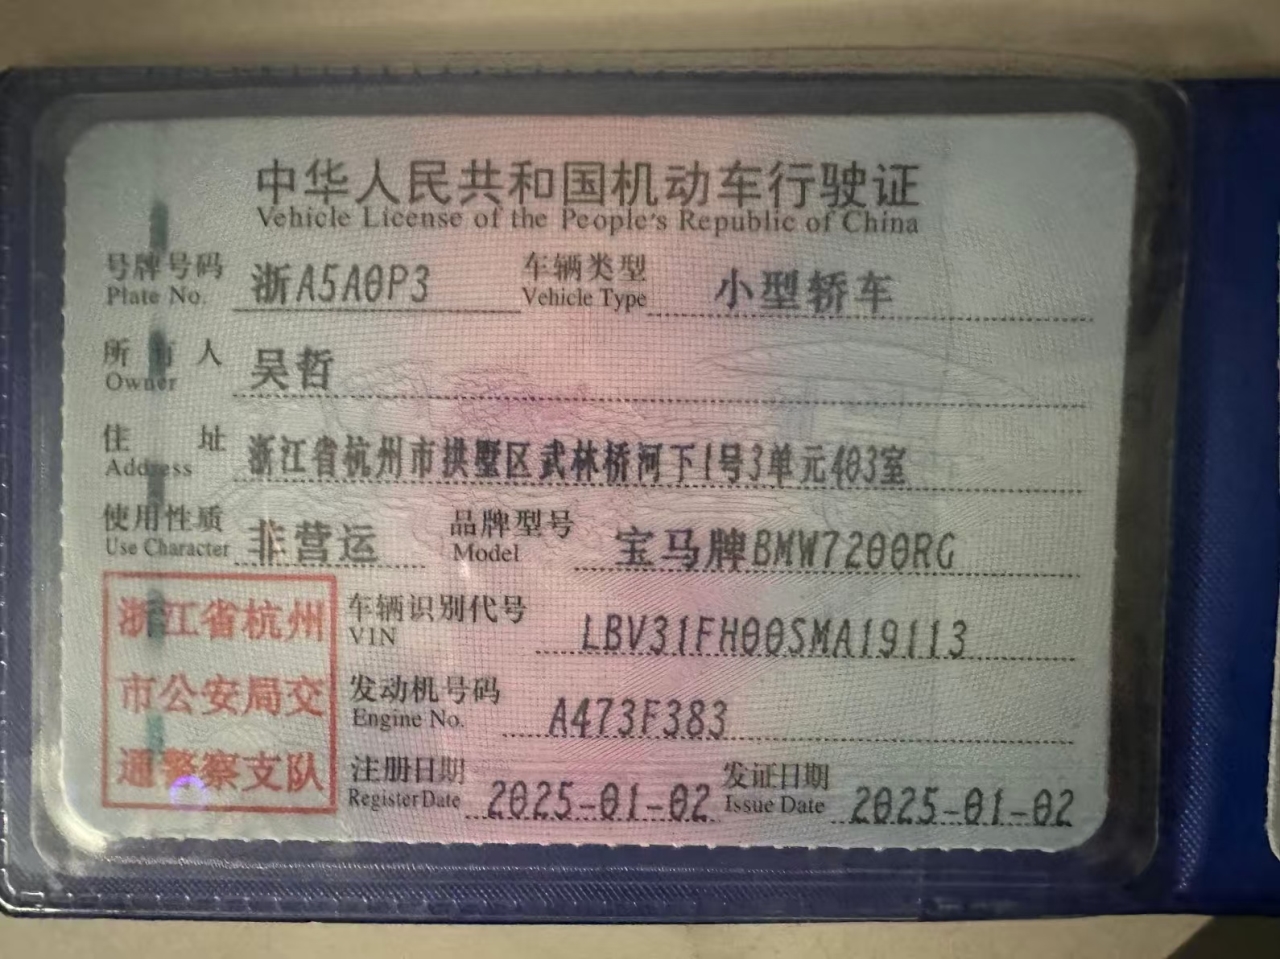 中华人民共和国机动车行驶证
Vehicle License of the People's Republic of China
号牌号码 浙A5A0P3 车辆类型 小型轿车
Plate No. Vehicle Type
所有人 吴哲
Owner
住址 浙江省杭州市拱墅区武林桥河下1号3单元403室
Address
使用性质 非营运 品牌型号 宝马牌BMW7200RG
Use Character Model
浙江省杭州 车辆识别代号 LBV31FH00SMA19113
VIN
市公安局交 发动机号码 A473F383
Engine No.
通警察支队 注册日期 2025-01-02 发证日期 2025-01-02
Register Date Issue Date